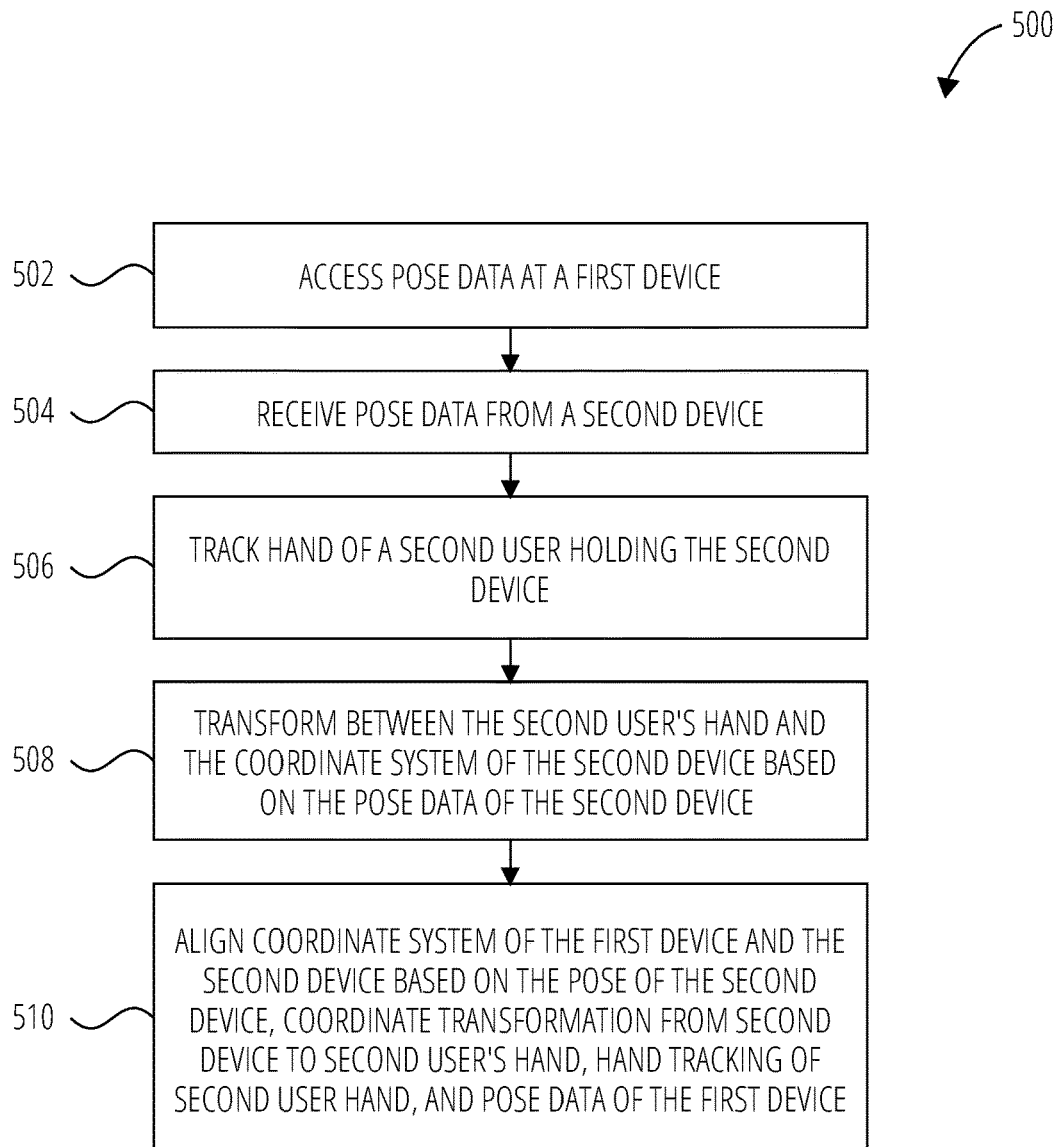 500
502
ACCESS POSE DATA AT A FIRST DEVICE
504
RECEIVE POSE DATA FROM A SECOND DEVICE
506
TRACK HAND OF A SECOND USER HOLDING THE SECOND
DEVICE
508
TRANSFORM BETWEEN THE SECOND USER'S HAND AND
THE COORDINATE SYSTEM OF THE SECOND DEVICE BASED
ON THE POSE DATA OF THE SECOND DEVICE
510
ALIGN COORDINATE SYSTEM OF THE FIRST DEVICE AND THE
SECOND DEVICE BASED ON THE POSE OF THE SECOND
DEVICE, COORDINATE TRANSFORMATION FROM SECOND
DEVICE TO SECOND USER'S HAND, HAND TRACKING OF
SECOND USER HAND, AND POSE DATA OF THE FIRST DEVICE